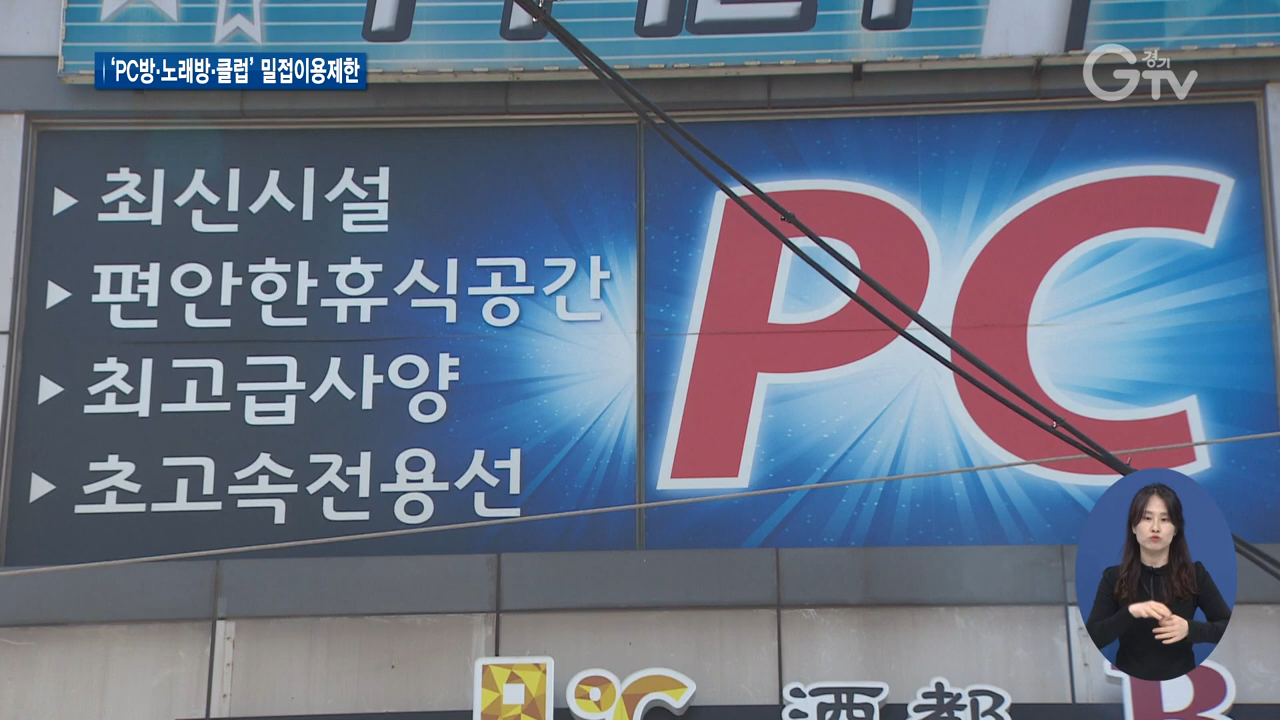 ‘PC방·노래방·클럽’ 밀접이용제한
경기
GTV
▶ 최신시설
▶ 편안한휴식공간
▶ 최고급사양
▶ 초고속전용선
PC
酒都